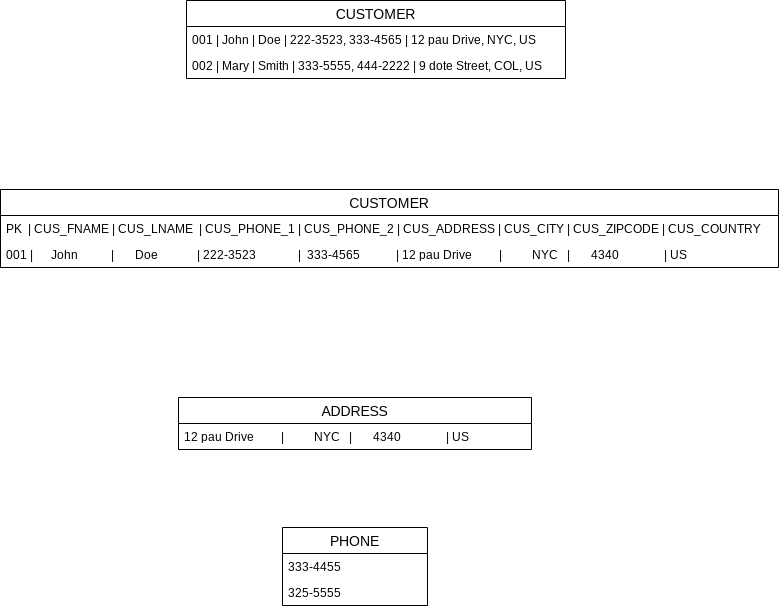 CUSTOMER
001 | John | Doe | 222-3523, 333-4565 | 12 pau Drive, NYC, US
002 | Mary | Smith | 333-5555, 444-2222 | 9 dote Street, COL, US
CUSTOMER
PK | CUS_FNAME | CUS_LNAME | CUS_PHONE_1 | CUS_PHONE_2 | CUS_ADDRESS | CUS_CITY | CUS_ZIPCODE | CUS_COUNTRY
001 | John | Doe | 222-3523 | 333-4565 | 12 pau Drive | NYC | 4340 | US
ADDRESS
12 pau Drive | NYC | 4340 | US
PHONE
333-4455
325-5555